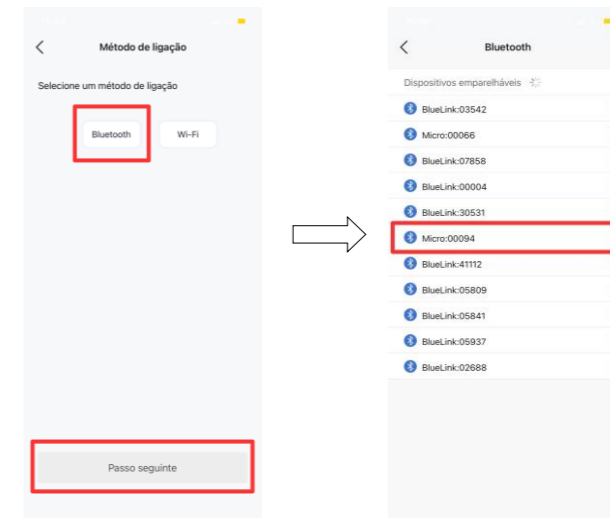 Método de ligação
Selecione um método de ligação
Bluetooth
Wi-Fi
Passo seguinte
Bluetooth
Dispositivos emparelháveis
BlueLink:03542
Micro:00066
BlueLink:07858
BlueLink:00004
BlueLink:30531
Micro:00094
BlueLink:41112
BlueLink:05809
BlueLink:05841
BlueLink:05937
BlueLink:02688